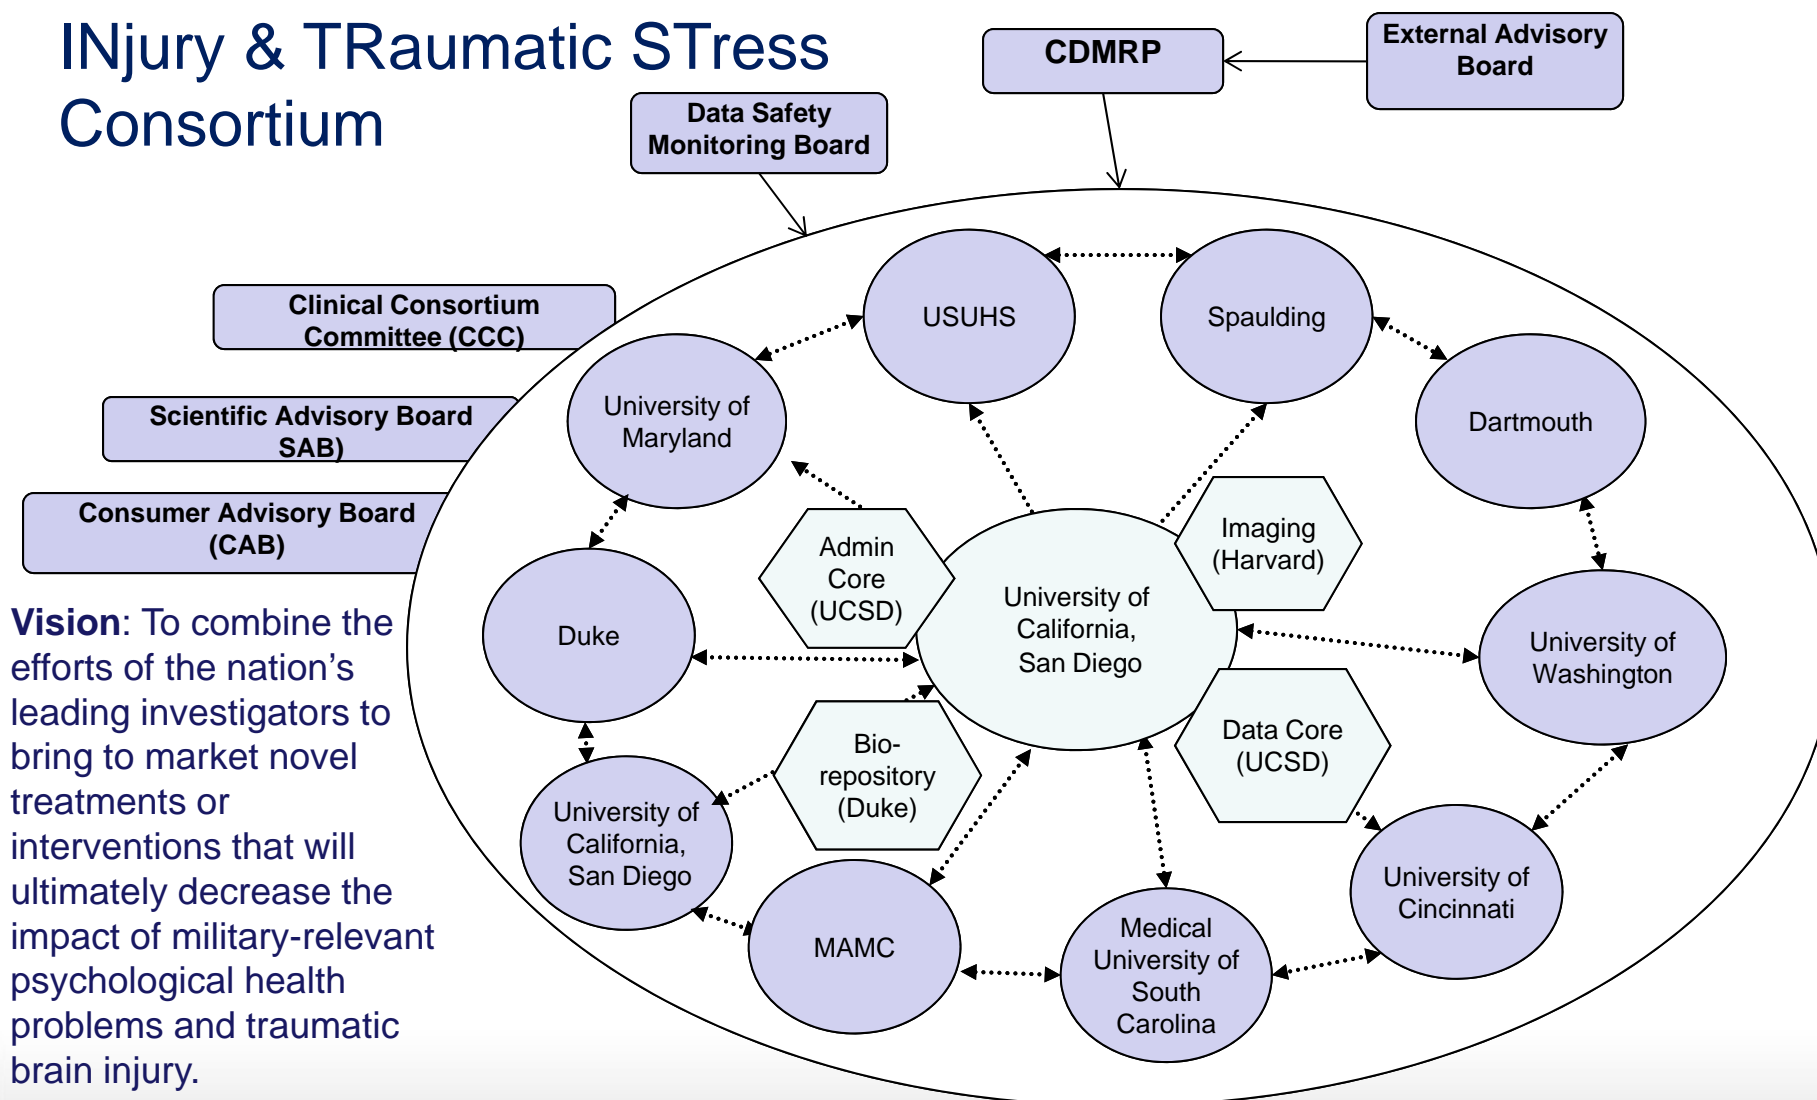 INjury & TRaumatic STress
Consortium
CDMRP
External Advisory
Board
Data Safety
Monitoring Board
Clinical Consortium
Committee (CCC)
Scientific Advisory Board
SAB)
Consumer Advisory Board
(CAB)
Vision: To combine the
efforts of the nation’s
leading investigators to
bring to market novel
treatments or
interventions that will
ultimately decrease the
impact of military-relevant
psychological health
problems and traumatic
brain injury.
USUHS
Spaulding
University of
Maryland
Dartmouth
Admin
Core
(UCSD)
Imaging
(Harvard)
University of
California,
San Diego
Duke
University of
Washington
Bio-
repository
(Duke)
Data Core
(UCSD)
University of
California,
San Diego
MAMC
Medical
University of
South
Carolina
University of
Cincinnati